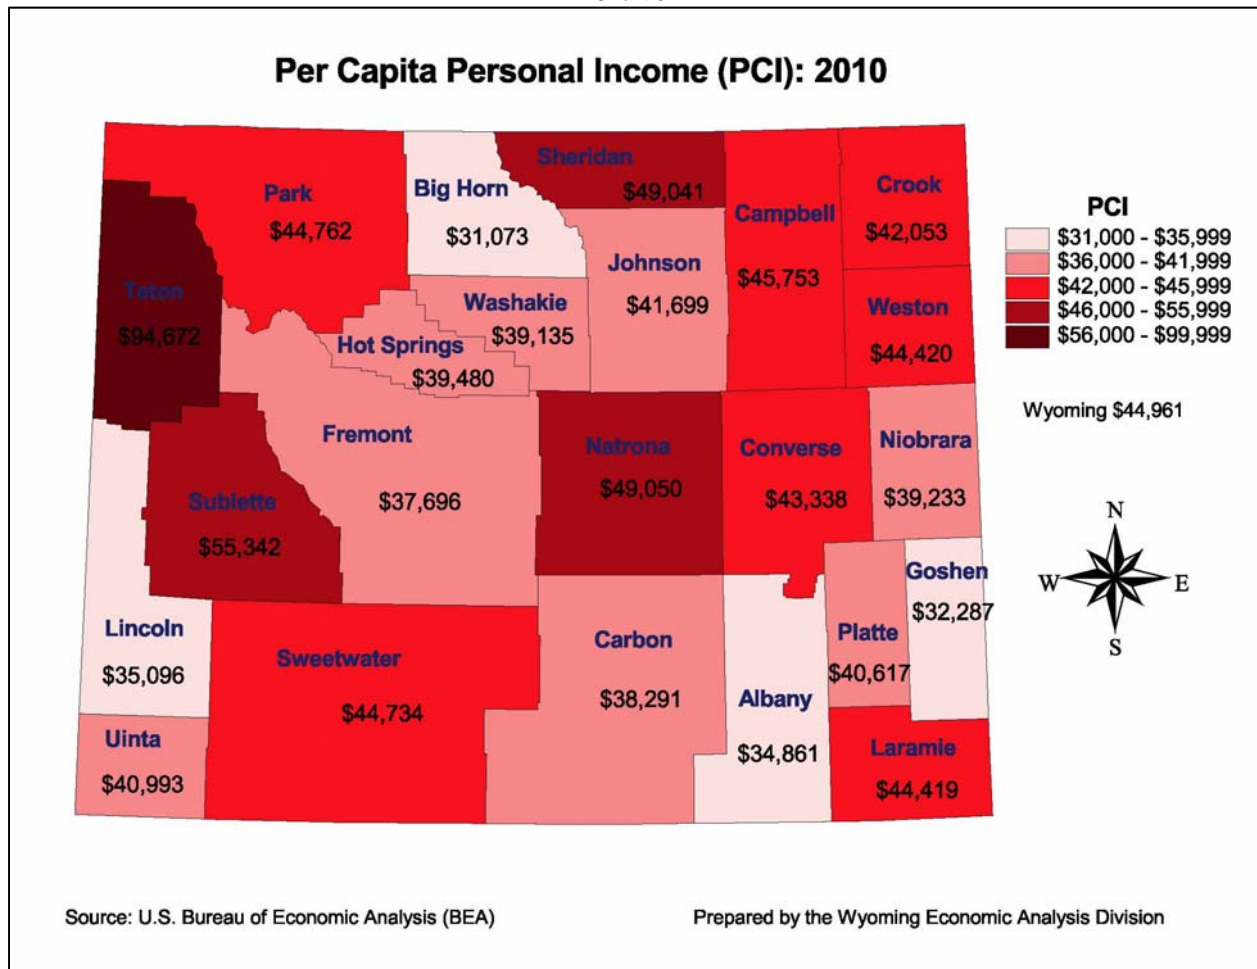 Per Capita Personal Income (PCI): 2010
Park
$44,762
Big Horn
$31,073
Sheridan
$49,041
Campbell
$45,753
Crook
$42,053
Teton
$94,672
Washakie
$39,135
Johnson
$41,699
Weston
$44,420
Hot Springs
$39,480
Fremont
$37,696
Natrona
$49,050
Converse
$43,338
Niobrara
$39,233
Sublette
$55,342
Goshen
$32,287
Lincoln
$35,096
Sweetwater
$44,734
Carbon
$38,291
Albany
$34,861
Platte
$40,617
Uinta
$40,993
Laramie
$44,419
PCI
$31,000 - $35,999
$36,000 - $41,999
$42,000 - $45,999
$46,000 - $55,999
$56,000 - $99,999
Wyoming $44,961
N
W E
S
Source: U.S. Bureau of Economic Analysis (BEA)
Prepared by the Wyoming Economic Analysis Division